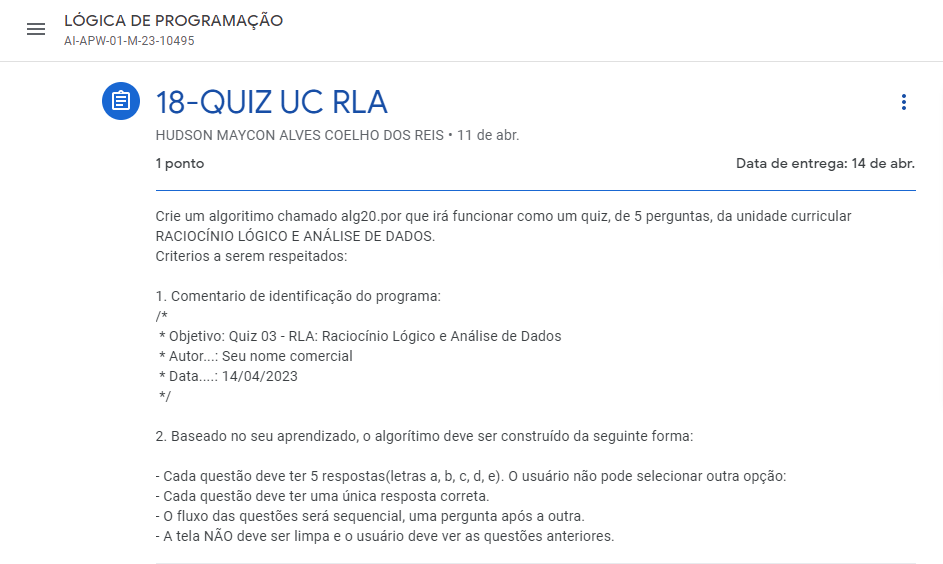 LÓGICA DE PROGRAMAÇÃO
AI-APW-01-M-23-10495
18-QUIZ UC RLA
HUDSON MAYCON ALVES COELHO DOS REIS • 11 de abr.
1 ponto
Data de entrega: 14 de abr.
Crie um algoritimo chamado alg20.por que irá funcionar como um quiz, de 5 perguntas, da unidade curricular
RACIOCÍNIO LÓGICO E ANÁLISE DE DADOS.
Criterios a serem respeitados:
1. Comentario de identificação do programa:
/*
* Objetivo: Quiz 03 - RLA: Raciocínio Lógico e Análise de Dados
* Autor...: Seu nome comercial
* Data....: 14/04/2023
*/
2. Baseado no seu aprendizado, o algorítimo deve ser construído da seguinte forma:
- Cada questão deve ter 5 respostas(letras a, b, c, d, e). O usuário não pode selecionar outra opção:
- Cada questão deve ter uma única resposta correta.
- O fluxo das questões será sequencial, uma pergunta após a outra.
- A tela NÃO deve ser limpa e o usuário deve ver as questões anteriores.